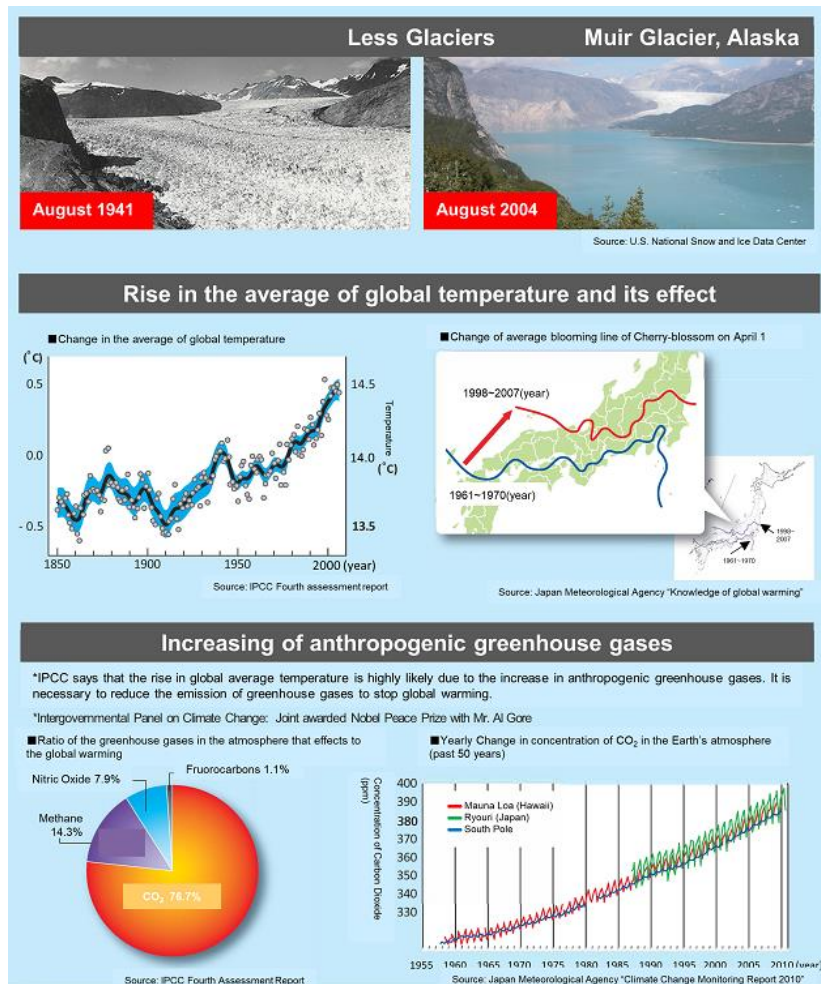 Less Glaciers Muir Glacier, Alaska
August 1941
August 2004
Source: U.S. National Snow and Ice Data Center
Rise in the average of global temperature and its effect
■Change in the average of global temperature
(˚C)
0.5
0.0
- 0.5
14.5
14.0
13.5
Temperature
(˚C)
1850 1900 1950 2000 (year)
Source: IPCC Fourth assessment report
■Change of average blooming line of Cherry-blossom on April 1
1998~2007(year)
1961~1970(year)
1998~
2007
1961~1970
Source: Japan Meteorological Agency “Knowledge of global warming”
Increasing of anthropogenic greenhouse gases
*IPCC says that the rise in global average temperature is highly likely due to the increase in anthropogenic greenhouse gases. It is
necessary to reduce the emission of greenhouse gases to stop global warming.
*Intergovernmental Panel on Climate Change: Joint awarded Nobel Peace Prize with Mr. Al Gore
■Ratio of the greenhouse gases in the atmosphere that effects to
the global warming
Fruorocarbons 1.1%
Nitric Oxide 7.9%
Methane
14.3%
CO₂ 76.7%
Source: IPCC Fourth Assessment Report
■Yearly Change in concentration of CO₂ in the Earth’s atmosphere
(past 50 years)
Concentration of Carbon Dioxide
(ppm)
400
390
380
370
360
350
340
330
Mauna Loa (Hawaii)
Ryouri (Japan)
South Pole
1955 1960 1965 1970 1975 1980 1985 1990 1995 2000 2005 2010 (year)
Source: Japan Meteorological Agency “Climate Change Monitoring Report 2010”